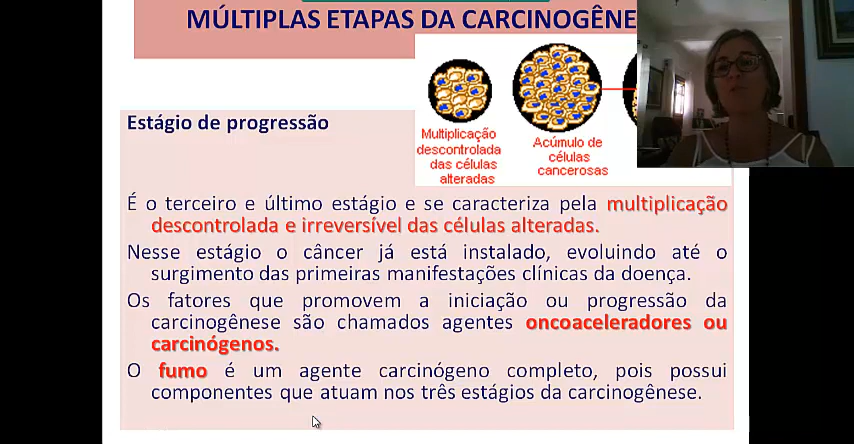 MÚLTIPLAS ETAPAS DA CARCINOGÊNE
Multiplicação
descontrolada
das células
alteradas
Acúmulo de
células
cancerosas
Estágio de progressão
É o terceiro e último estágio e se caracteriza pela multiplicação
descontrolada e irreversível das células alteradas.
Nesse estágio o câncer já está instalado, evoluindo até o
surgimento das primeiras manifestações clínicas da doença.
Os fatores que promovem a iniciação ou progressão da
carcinogênese são chamados agentes oncoaceleradores ou
carcinógenos.
O fumo é um agente carcinógeno completo, pois possui
componentes que atuam nos três estágios da carcinogênese.